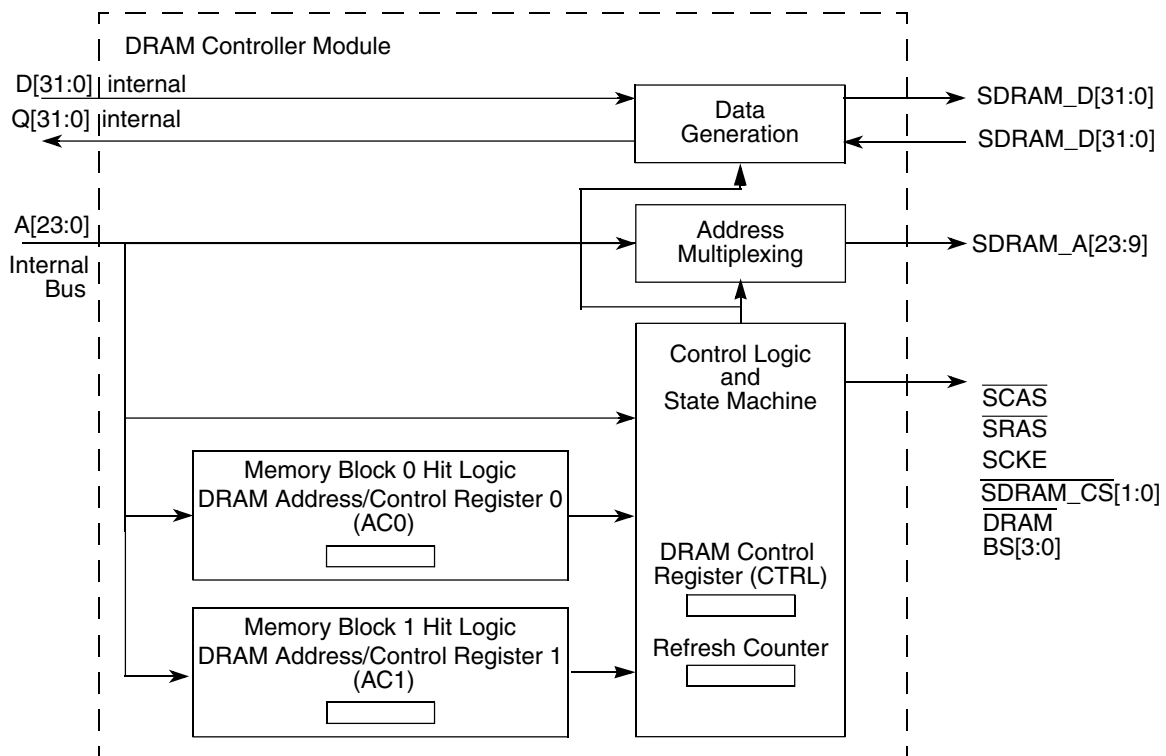 DRAM Controller Module
D[31:0] internal
Q[31:0] internal
A[23:0]
Internal
Bus
Data
Generation
SDRAM_D[31:0]
SDRAM_D[31:0]
Address
Multiplexing
SDRAM_A[23:9]
Control Logic
and
State Machine
Memory Block 0 Hit Logic
DRAM Address/Control Register 0
(AC0)
DRAM Control
Register (CTRL)
Refresh Counter
Memory Block 1 Hit Logic
DRAM Address/Control Register 1
(AC1)
SCAS
SRAS
SCKE
SDRAM_CS[1:0]
DRAM
BS[3:0]